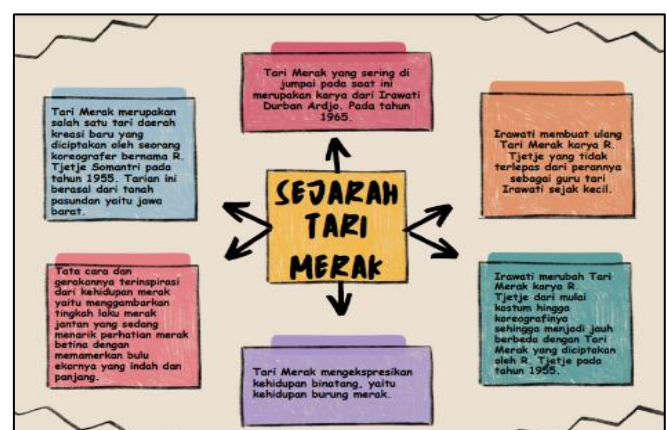 Tari Merak yang sering di
jumpai pada saat ini
merupakan karya dari Irawati
Durban Ardjo. Pada tahun
1965.
Tari Merak merupakan
salah satu tari daerah
kreasi baru yang
diciptakan oleh seorang
koreografer bernama R.
Tjetje Somantri pada
tahun 1955. Tarian ini
berasal dari tanah
pasundan yaitu jawa
barat.
Irawati membuat ulang
Tari Merak karya R.
Tjetje yang tidak
terlepas dari perannya
sebagai guru tari
Irawati sejak kecil.
SEJARAH
TARI
MERAK
Tata cara dan
gerakannya terinspirasi
dari kehidupan merak
yaitu menggambarkan
tingkah laku merak
jantan yang sedang
menarik perhatian merak
betina dengan
memamerkan bulu
ekornya yang indah dan
panjang.
Irawati merubah Tari
Merak karya R.
Tjetje dari mulai
kostum hingga
koreografinya
sehingga menjadi jauh
berbeda dengan Tari
Merak yang diciptakan
oleh R. Tjetje pada
tahun 1955.
Tari Merak mengekspresikan
kehidupan binatang, yaitu
kehidupan burung merak.